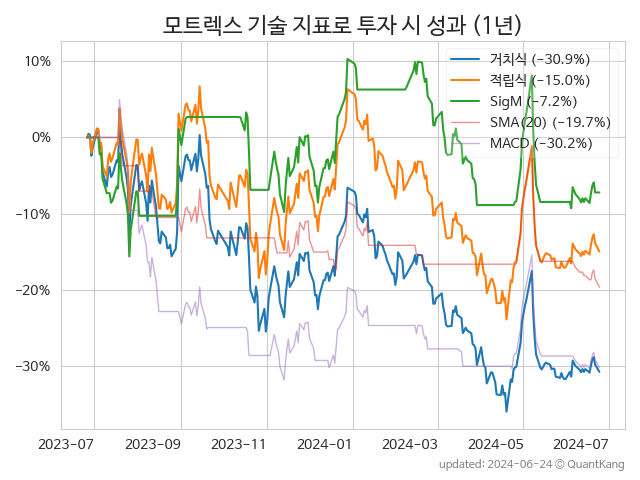 모트렉스 기술 지표로 투자 시 성과 (1년)
거치식 (−30.9%)
적립식 (−15.0%)
SigM (−7.2%)
SMA(20) (−19.7%)
MACD (−30.2%)
10%
0%
−10%
−20%
−30%
2023-07 2023-09 2023-11 2024-01 2024-03 2024-05 2024-07
updated: 2024-06-24 ⓒ QuantKang